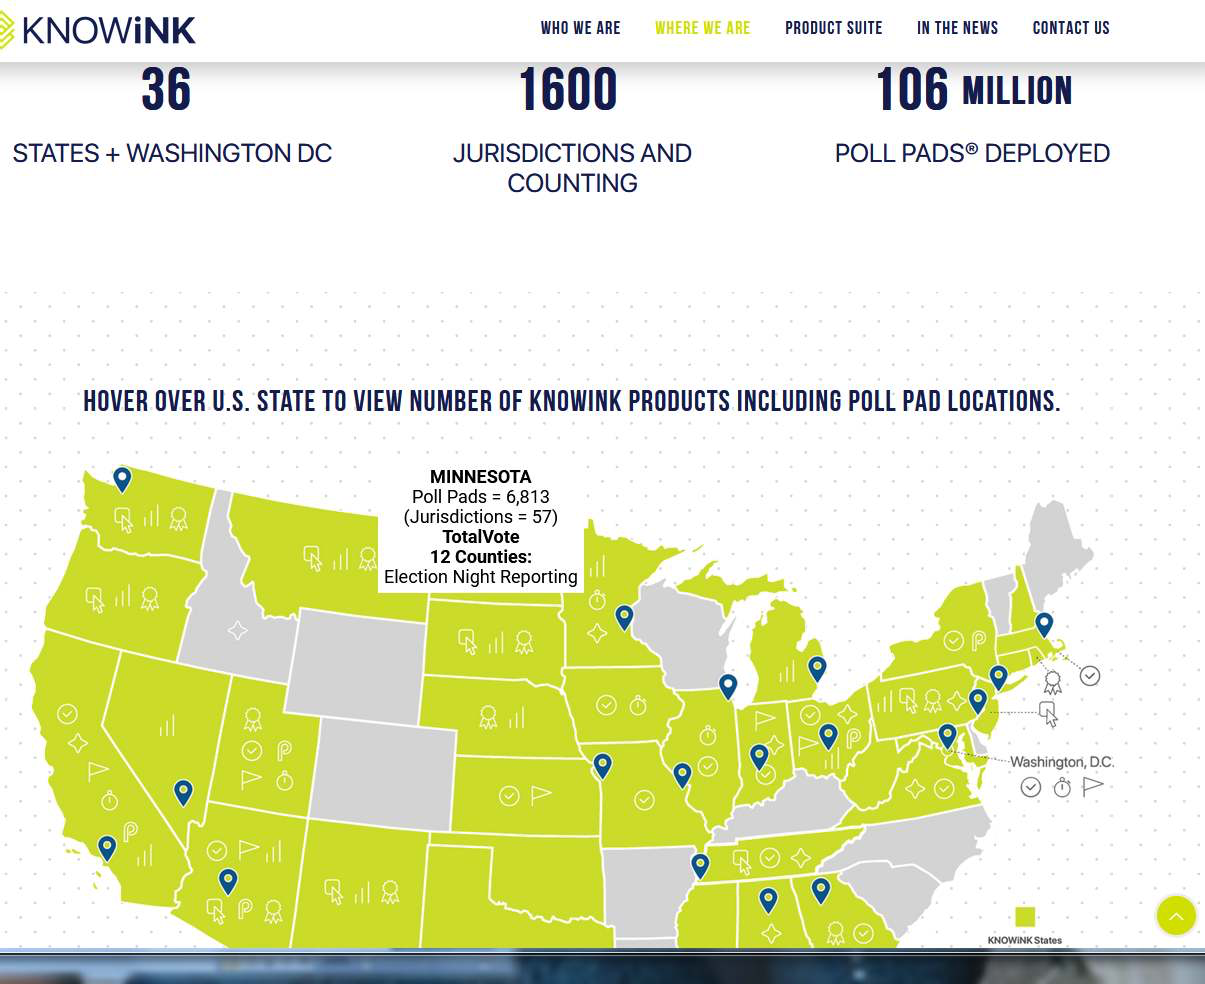 KNOWiNK
WHO WE ARE
WHERE WE ARE
PRODUCT SUITE
IN THE NEWS
CONTACT US
36
STATES + WASHINGTON DC
1600
JURISDICTIONS AND
COUNTING
106 MILLION
POLL PADS® DEPLOYED
HOVER OVER U.S. STATE TO VIEW NUMBER OF KNOWINK PRODUCTS INCLUDING POLL PAD LOCATIONS.
MINNESOTA
Poll Pads = 6,813
(Jurisdictions = 57)
TotalVote
12 Counties:
Election Night Reporting
Washington, D.C.
KNOWiNK States